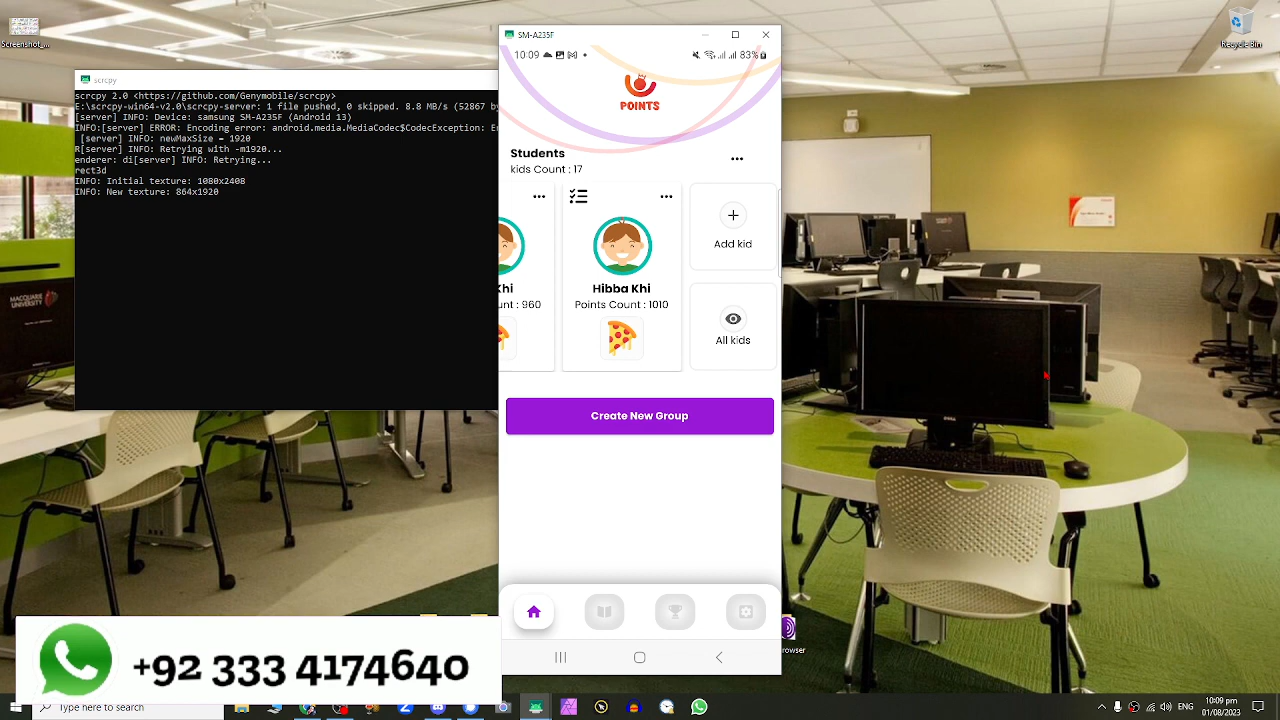 Screenshot_...
Recycle Bin
scrcpy
scrcpy 2.0 <https://github.com/Genymobile/scrcpy>
E:\scrcpy-win64-v2.0\scrcpy-server: 1 file pushed, 0 skipped. 8.8 MB/s (52867 by
[server] INFO: Device: samsung SM-A235F (Android 13)
INFO:[server] ERROR: Encoding error: android.media.MediaCodec$CodecException: Er
[server] INFO: newMaxSize = 1920
R[server] INFO: Retrying with -m1920...
enderer: di[server] INFO: Retrying...
rect3d
INFO: Initial texture: 1080x2408
INFO: New texture: 864x1920
SM-A235F
10:09
83%
POINTS
Students
kids Count : 17
Khi
unt : 960
Hibba Khi
Points Count : 1010
Add kid
All kids
Create New Group
MACQUARIE
UNIVERSITY
DELL
+92 333 4174640
rowser
Type here to search
10:09 pm